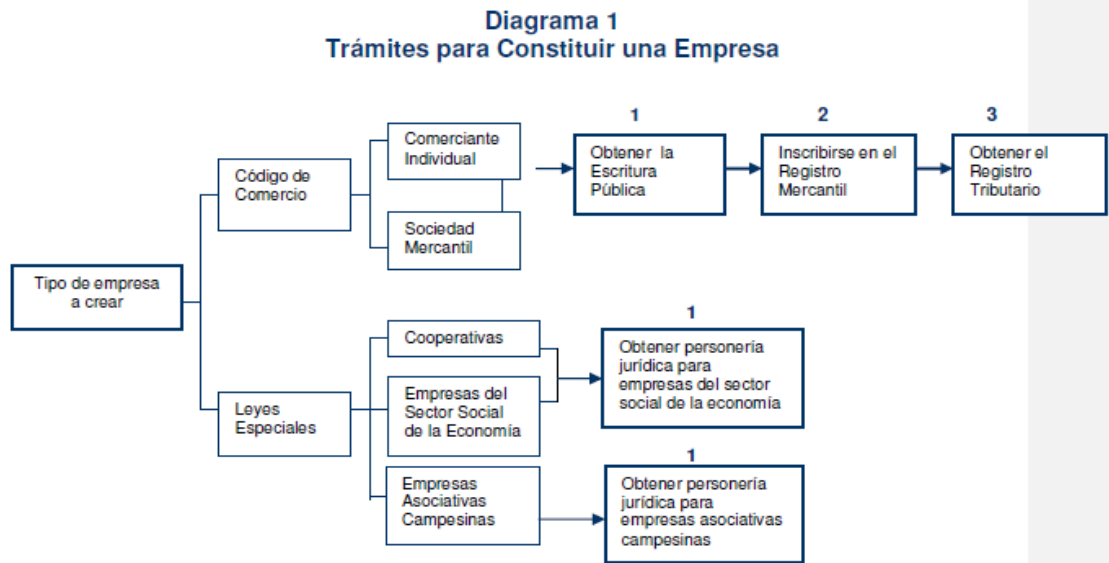 Diagrama 1
Trámites para Constituir una Empresa
1
2
3
Comerciante
Individual
Obtener la
Escritura
Pública
Inscribirse en el
Registro
Mercantil
Obtener el
Registro
Tributario
Código de
Comercio
Sociedad
Mercantil
Tipo de empresa
a crear
1
Cooperativas
Obtener personería
jurídica para
empresas del sector
social de la economía
Empresas del
Sector Social
de la Economía
Leyes
Especiales
1
Empresas
Asociativas
Campesinas
Obtener personería
jurídica para
empresas asociativas
campesinas